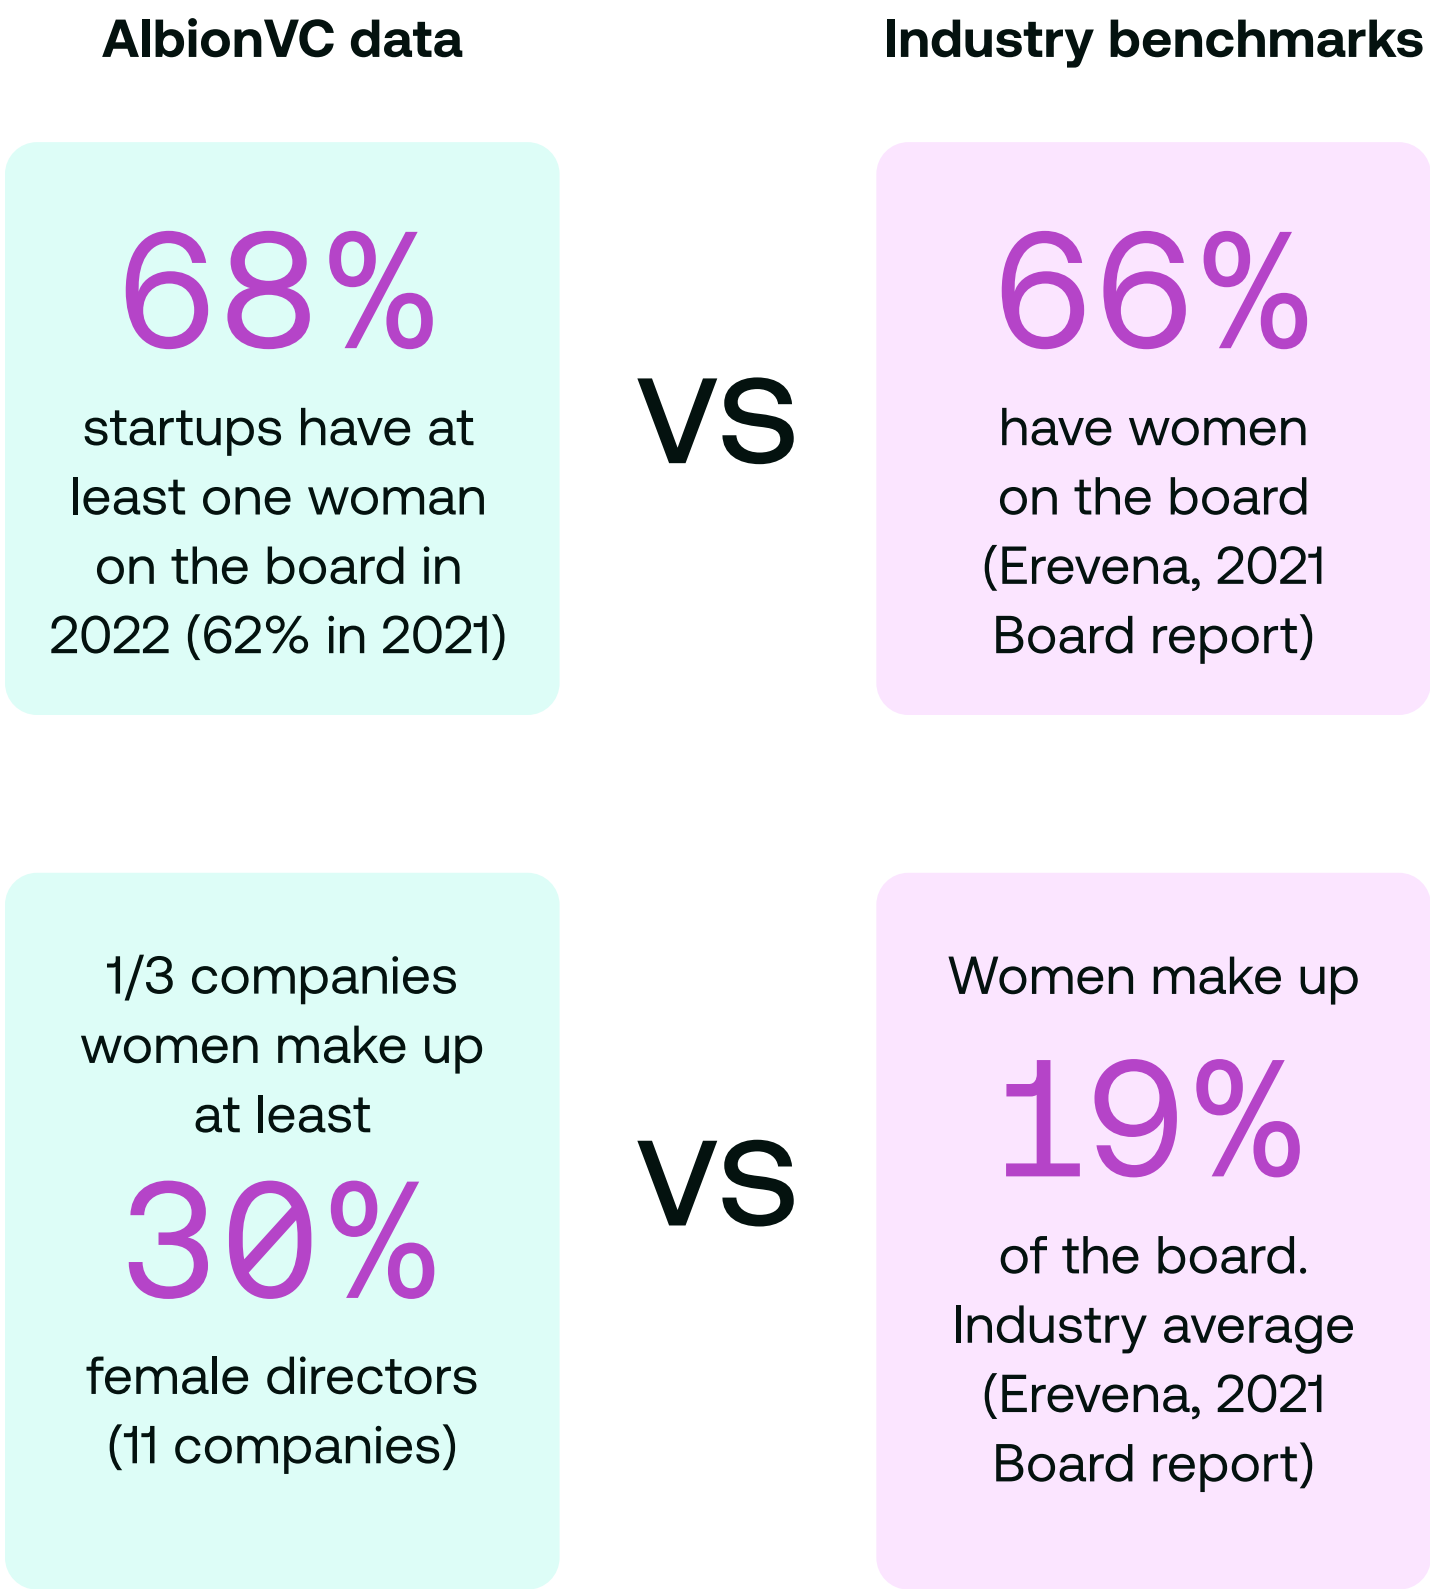 AlbionVC data
Industry benchmarks
68%
startups have at
least one woman
on the board in
2022 (62% in 2021)
VS
66%
have women
on the board
(Erevena, 2021
Board report)
1/3 companies
women make up
at least
30%
female directors
(11 companies)
VS
Women make up
19%
of the board.
Industry average
(Erevena, 2021
Board report)